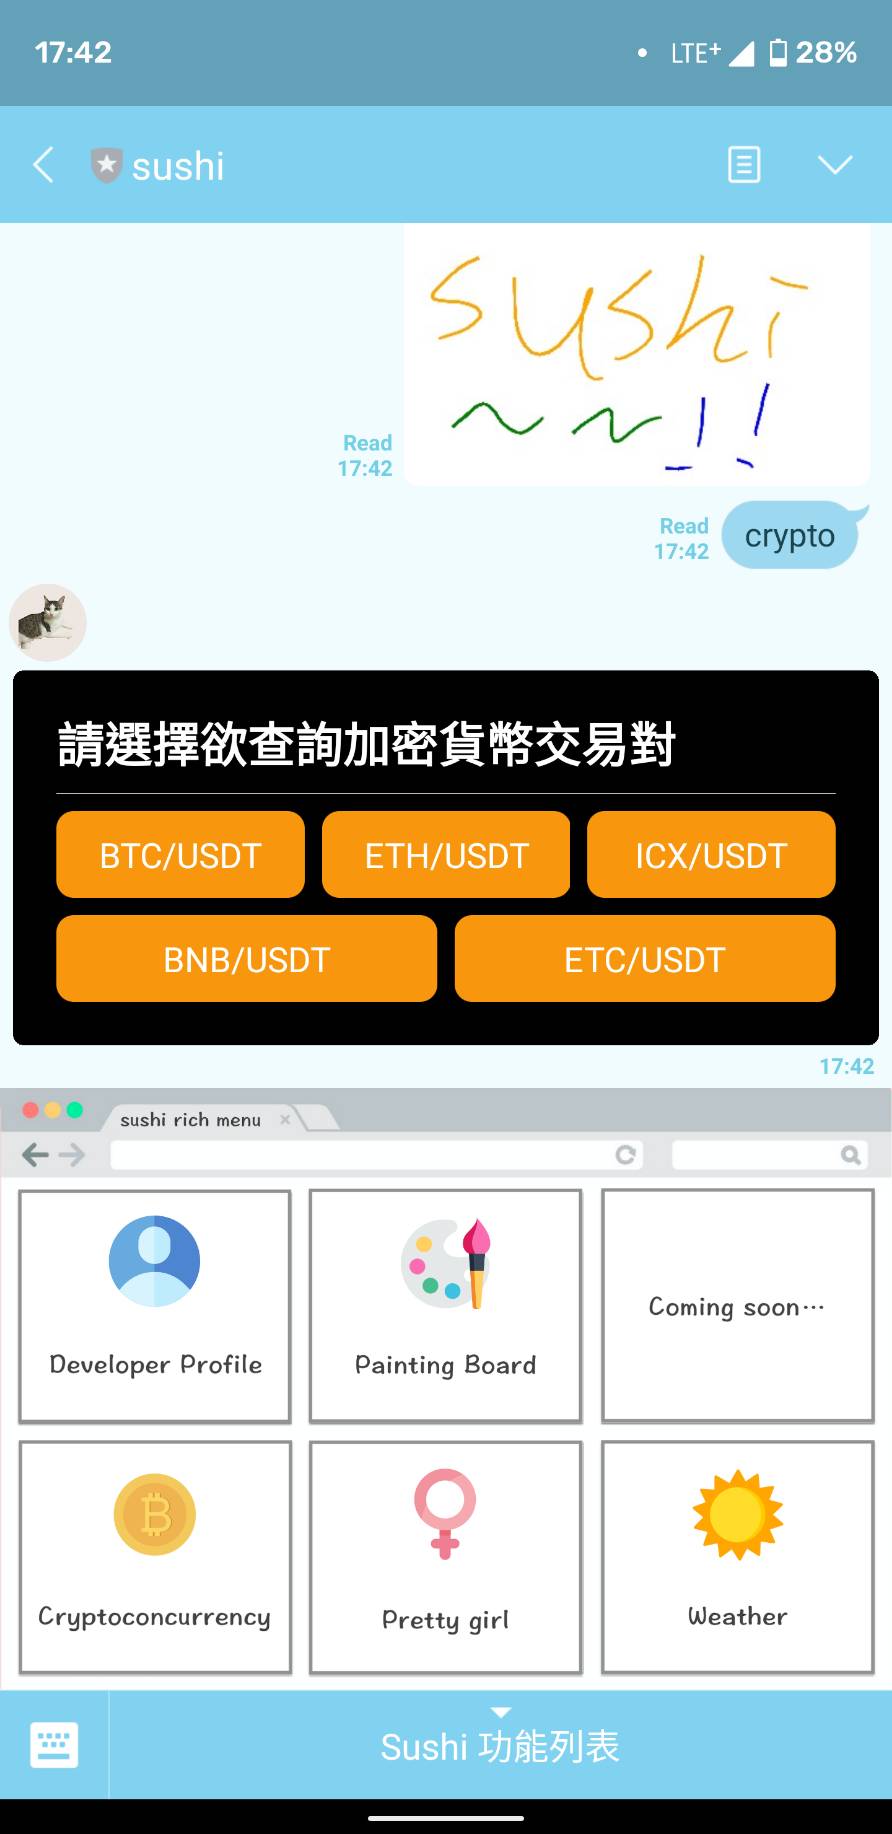 17:42
LTE+
28%
sushi
sushi
~ ~ ! !
Read
17:42
Read
17:42
crypto
請選擇欲查詢加密貨幣交易對
BTC/USDT
ETH/USDT
ICX/USDT
BNB/USDT
ETC/USDT
17:42
sushi rich menu
Developer Profile
Painting Board
Coming soon…
Cryptoconcurrency
Pretty girl
Weather
Sushi 功能列表